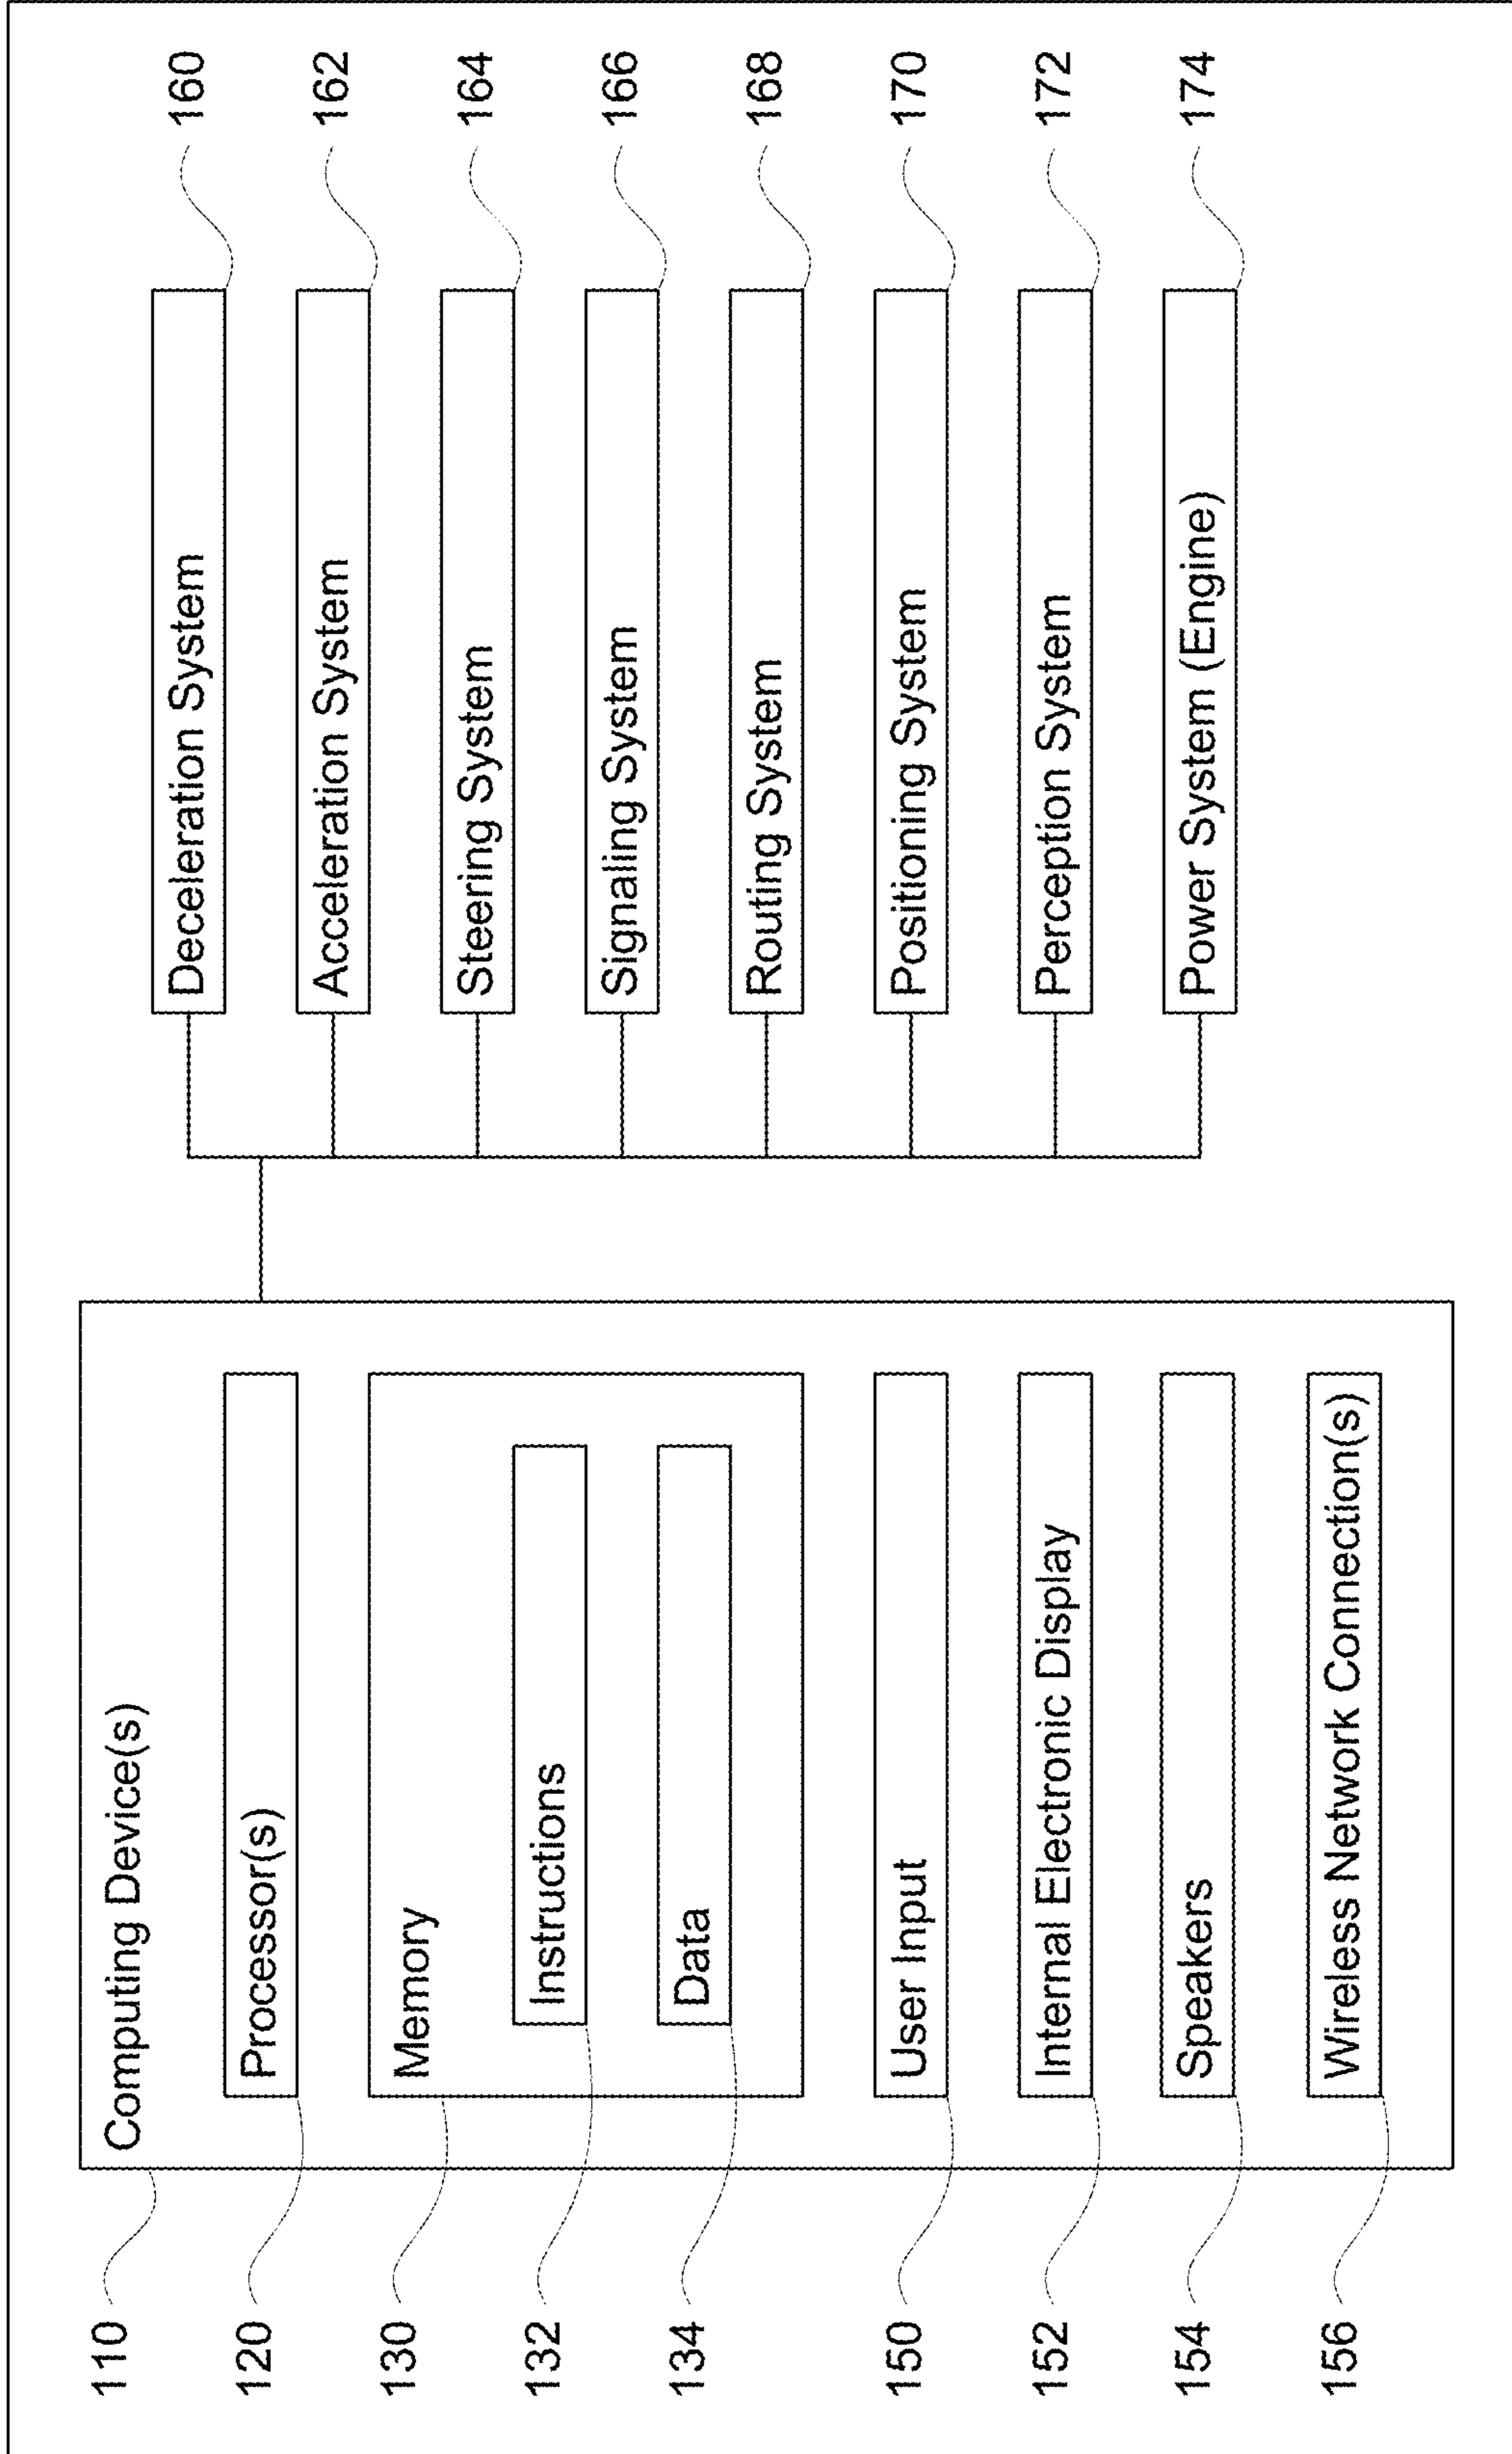 110
Computing Device(s)
120
Processor(s)
130
Memory
132
Instructions
134
Data
150
User Input
152
Internal Electronic Display
154
Speakers
156
Wireless Network Connection(s)
Deceleration System
160
Acceleration System
162
Steering System
164
Signaling System
166
Routing System
168
Positioning System
170
Perception System
172
Power System (Engine)
174